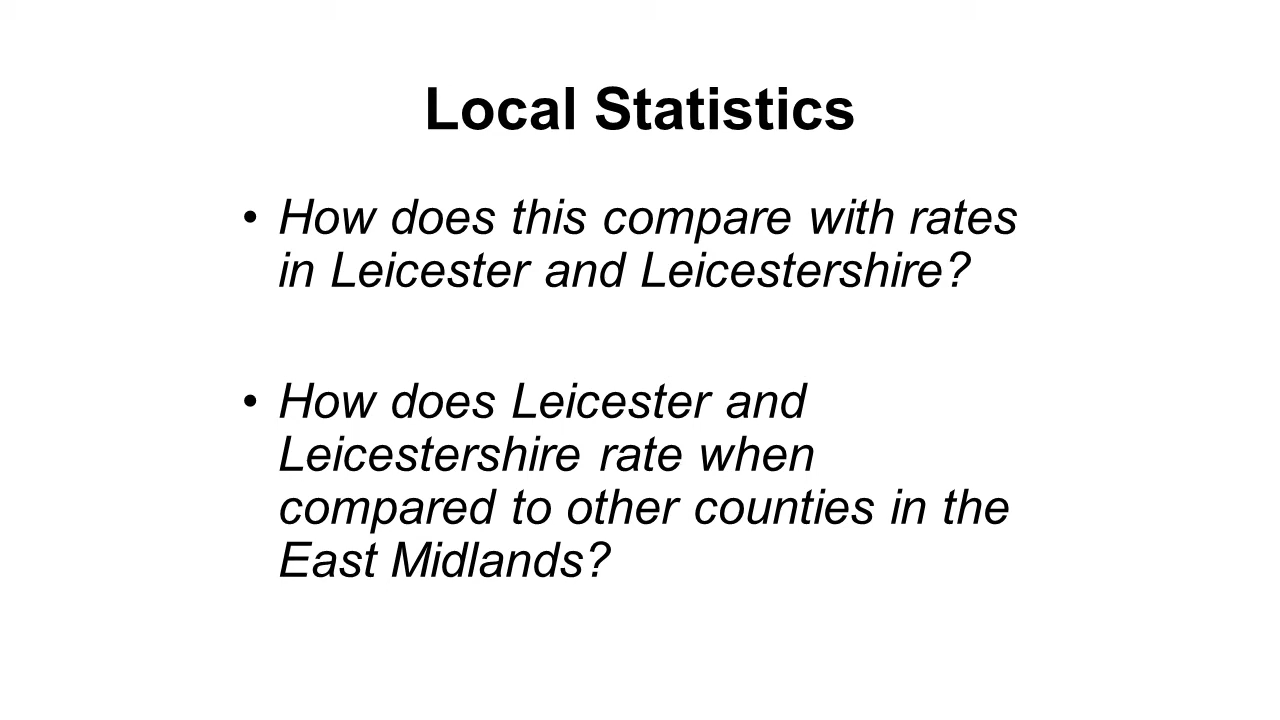 Local Statistics
• How does this compare with rates
in Leicester and Leicestershire?
• How does Leicester and
Leicestershire rate when
compared to other counties in the
East Midlands?